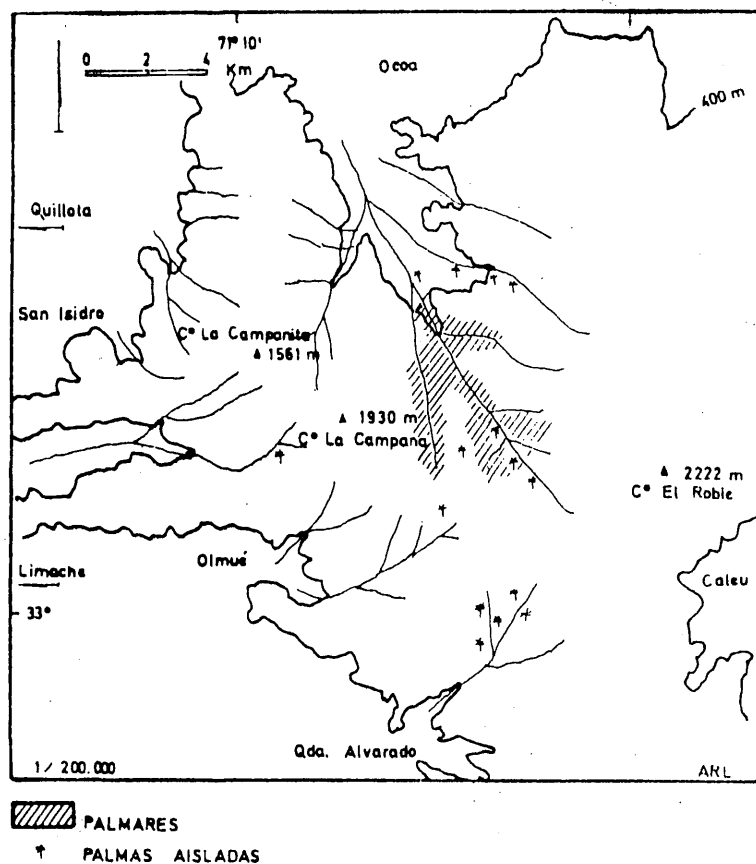 71° 10'
0 2 4
Km
Ocoa
400 m
Quillota
San Isidro
C° La Campanita
1561 m
1930 m
C° La Campana
2222 m
C° El Roble
Olmué
Limache
Caleu
33°
Qda. Alvarado
1/ 200.000
ARL
PALMARES
PALMAS AISLADAS